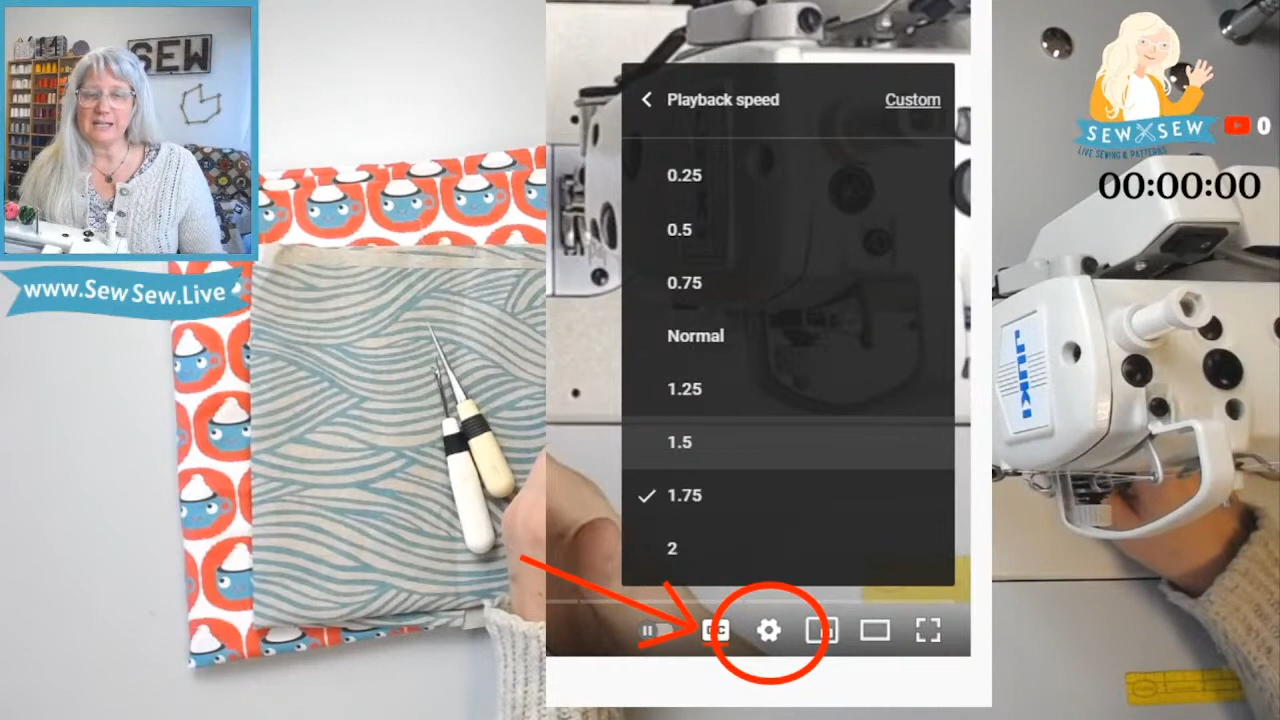 SEW
www.SewSew.Live
Playback speed
Custom
0.25
0.5
0.75
Normal
1.25
1.5
1.75
2
SEW SEW
LIVE SEWING & PATTERNS
0
00:00:00
JUKI